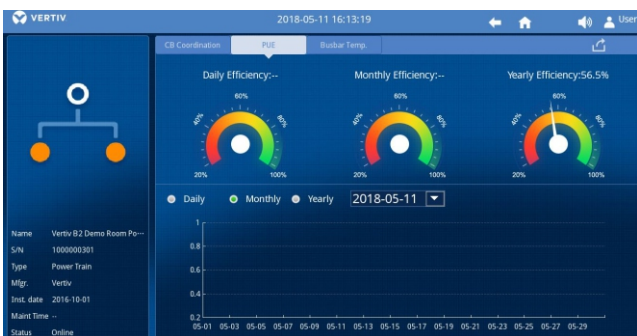 VERTIV 2018-05-11 16:13:19 User
CB Coordination PUE Busbar Temp.
Daily Efficiency:-- Monthly Efficiency:-- Yearly Efficiency:56.5%
60% 60% 60%
40% 80% 40% 80% 40% 80%
20% 100% 20% 100% 20% 100%
Daily Monthly Yearly 2018-05-11
Name Vertiv B2 Demo Room Po···
S/N 1000000301
Type Power Train
Mfgr. Vertiv
Inst. date 2016-10-01
Maint Time --
Status Online
1
0.8
0.6
0.4
0.2
05-01 05-03 05-05 05-07 05-09 05-11 05-13 05-15 05-17 05-19 05-21 05-23 05-25 05-27 05-29